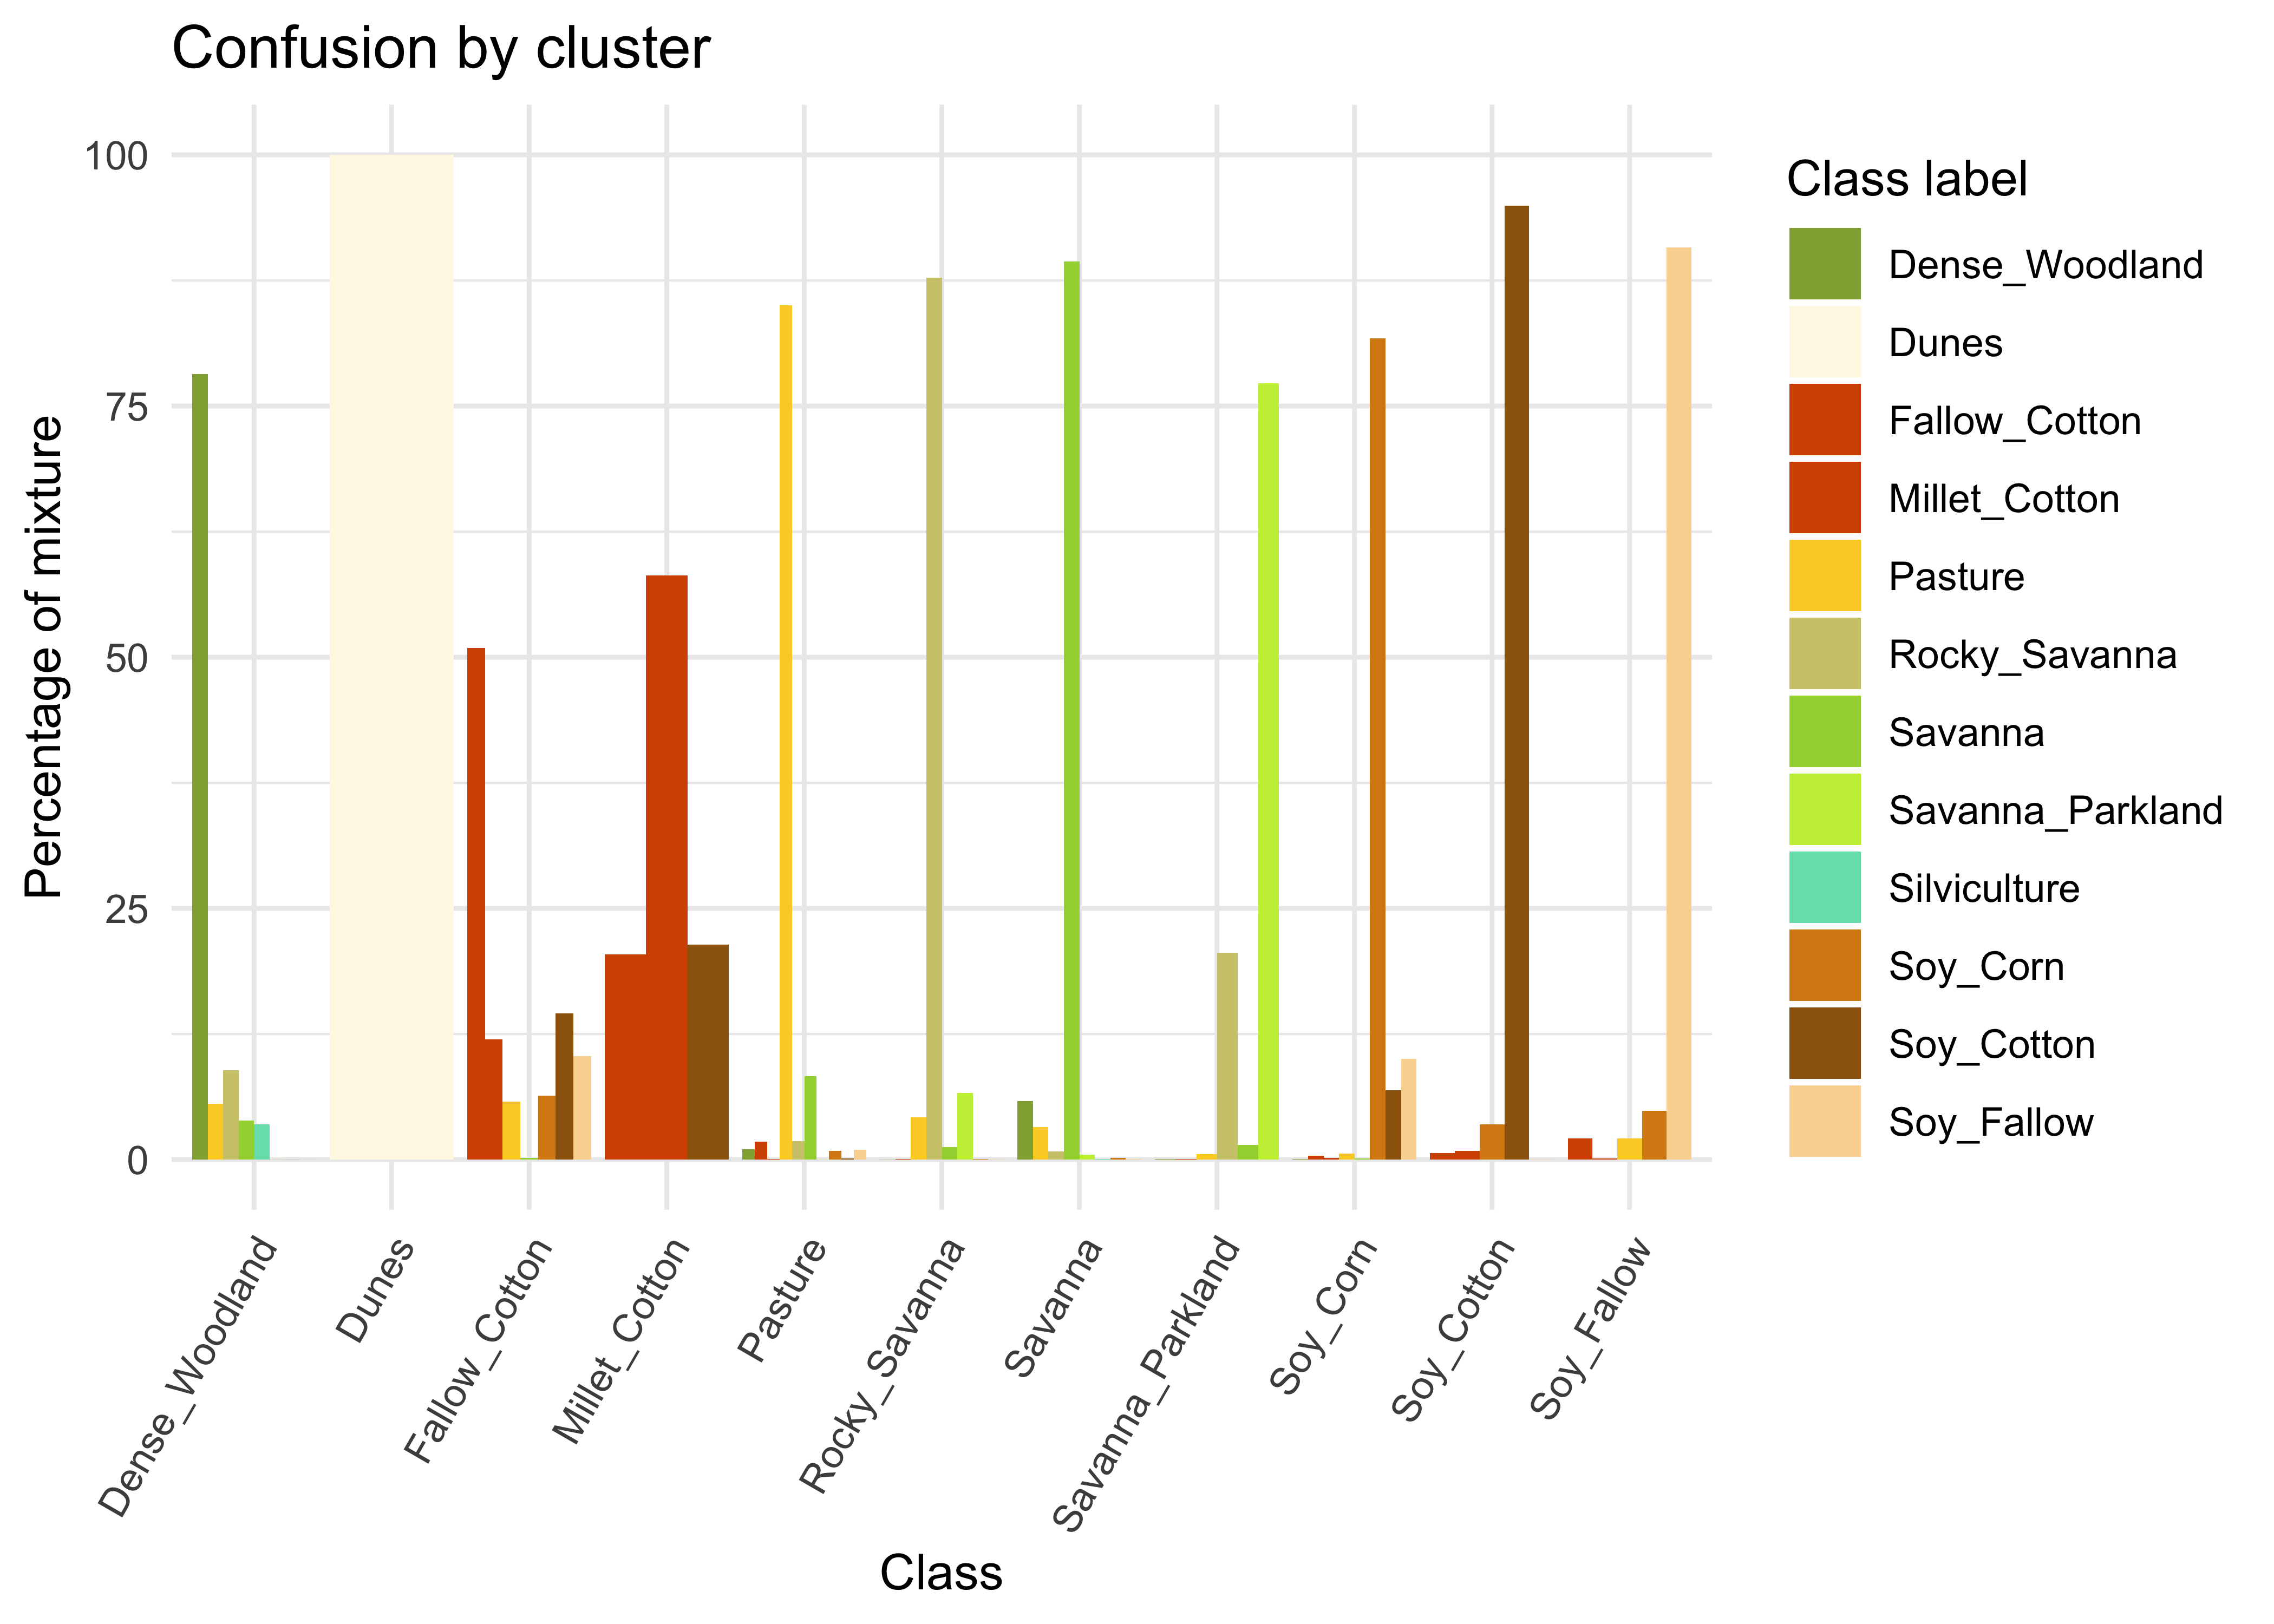 Confusion by cluster
Percentage of mixture
100
75
50
25
0
Dense_Woodland
Dunes
Fallow_Cotton
Millet_Cotton
Pasture
Rocky_Savanna
Savanna
Savanna_Parkland
Soy_Corn
Soy_Cotton
Soy_Fallow
Class
Class label
Dense_Woodland
Dunes
Fallow_Cotton
Millet_Cotton
Pasture
Rocky_Savanna
Savanna
Savanna_Parkland
Silviculture
Soy_Corn
Soy_Cotton
Soy_Fallow